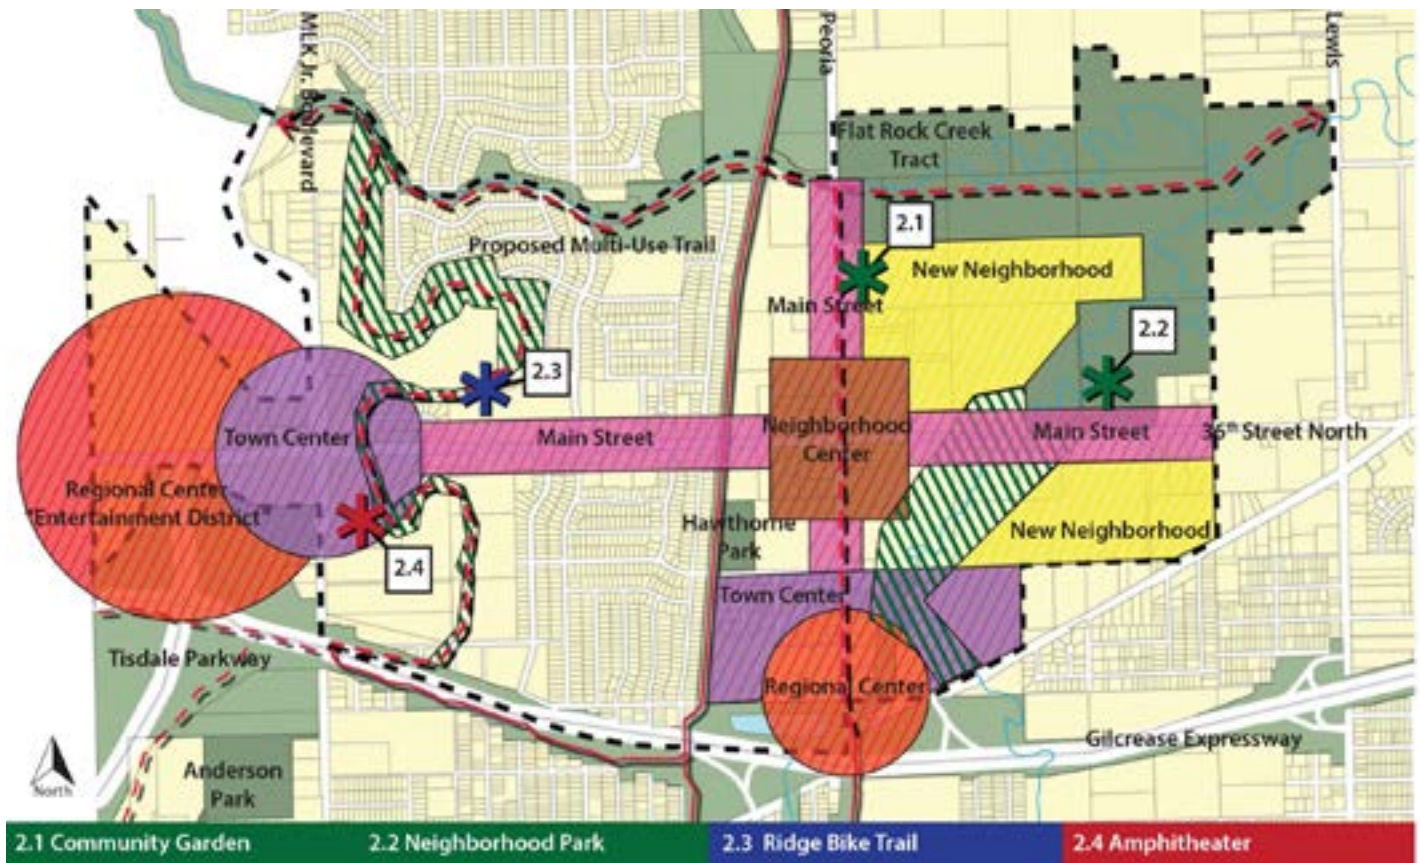 MLK Jr. Boulevard
Peoria
Lewis
Flat Rock Creek
Tract
2.1
Proposed Multi-Use Trail
New Neighborhood
Main Street
2.2
2.3
Town Center
Main Street
Neighborhood
Center
Main Street
36th Street North
Regional Center
"Entertainment District"
Hawthorne
Park
New Neighborhood
2.4
Town Center
Tisdale Parkway
Regional Center
Gilcrease Expressway
Anderson
Park
North
2.1 Community Garden
2.2 Neighborhood Park
2.3 Ridge Bike Trail
2.4 Amphitheater